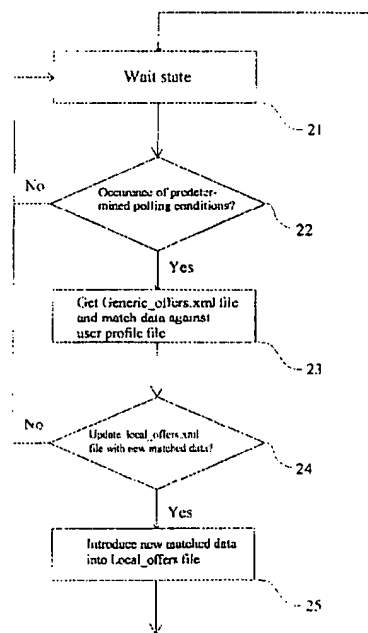 Wait state
21
No
Occurance of predeter-
mined polling conditions?
22
Yes
Get Generic_offers.xml file
and match data against
user profile file
23
No
Update local_offers.xml
file with new matched data?
24
Yes
Introduce new matched data
into Local_offers file
25